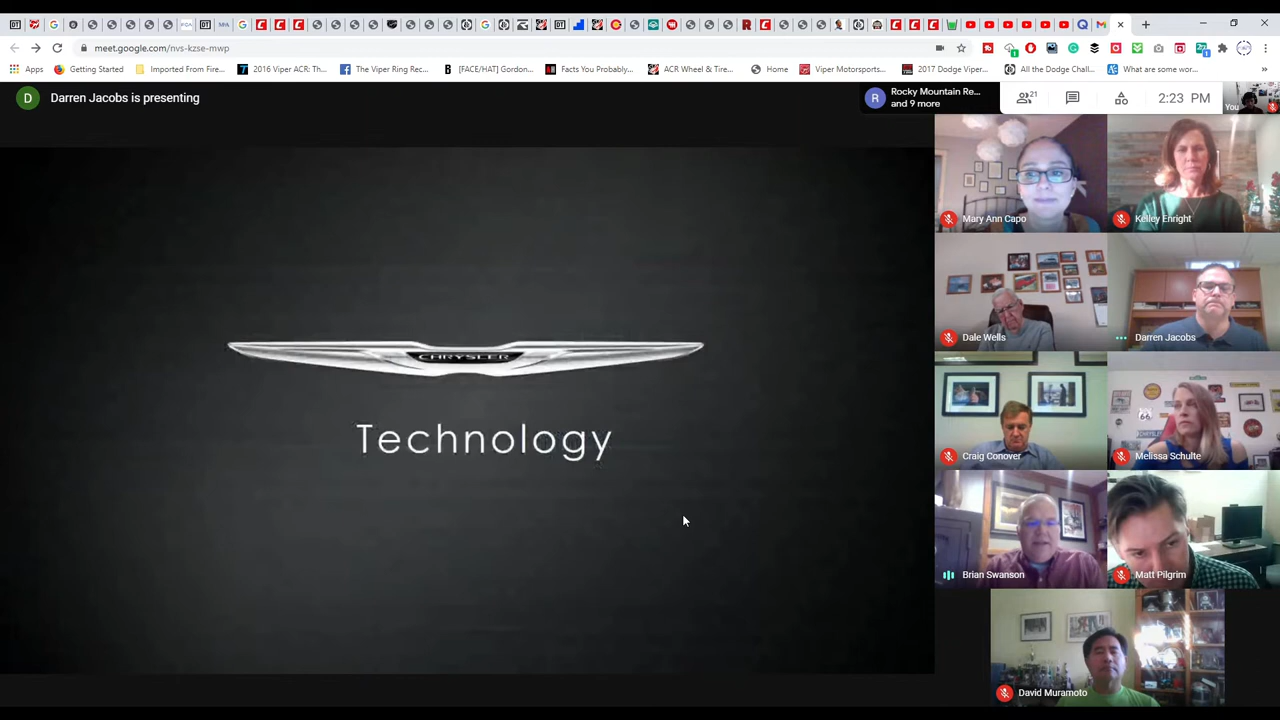 meet.google.com/nvs-kzse-mwp
Apps
Getting Started
Imported From Fire...
2016 Viper ACR: Th...
The Viper Ring Rec...
[FACE/HAT] Gordon...
Facts You Probably...
ACR Wheel & Tire...
Home
Viper Motorsports...
2017 Dodge Viper...
All the Dodge Chall...
What are some wor...
D
Darren Jacobs is presenting
R
Rocky Mountain Re...
and 9 more
21
2:23 PM
You
CHRYSLER
Technology
Mary Ann Capo
Kelley Enright
Dale Wells
Darren Jacobs
Craig Conover
Melissa Schulte
Brian Swanson
Matt Pilgrim
David Muramoto